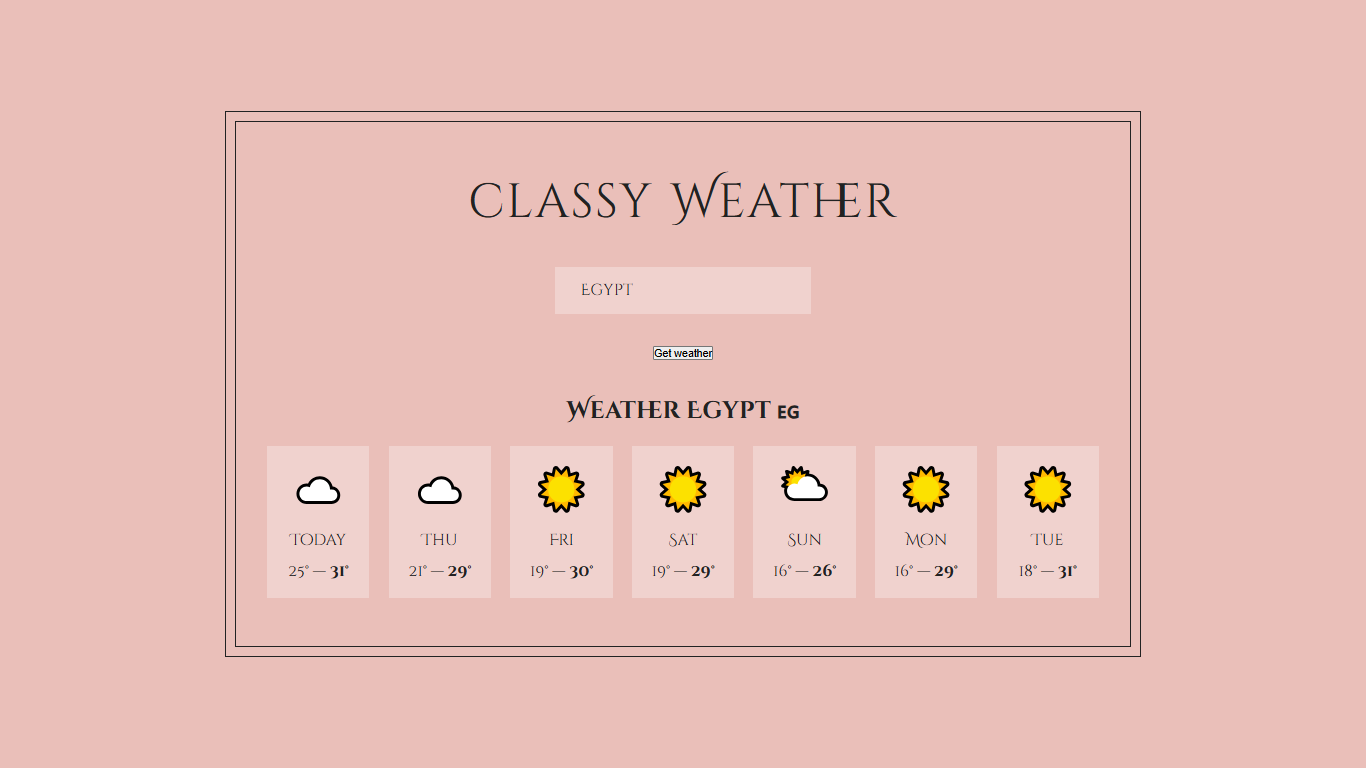 Classy Weather
Egypt
Get weather
Weather Egypt EG
Today Thu Fri Sat Sun Mon Tue
25° — 31° 21° — 29° 19° — 30° 19° — 29° 16° — 26° 16° — 29° 18° — 31°